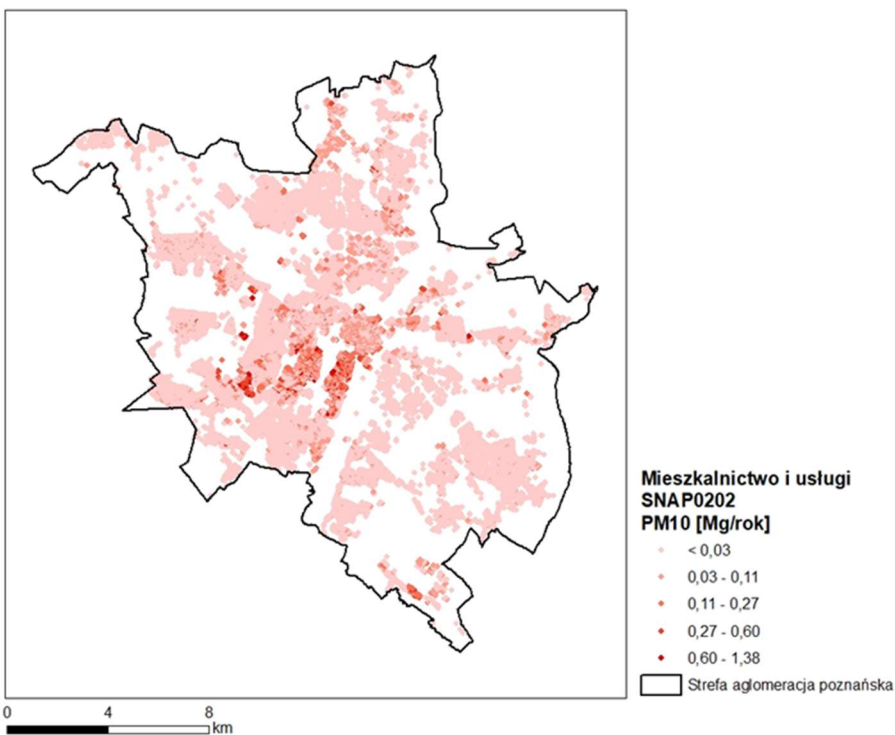 Mieszkalnictwo i usługi
SNAP0202
PM10 [Mg/rok]
< 0,03
0,03 - 0,11
0,11 - 0,27
0,27 - 0,60
0,60 - 1,38
Strefa aglomeracja poznańska
0 4 8
km